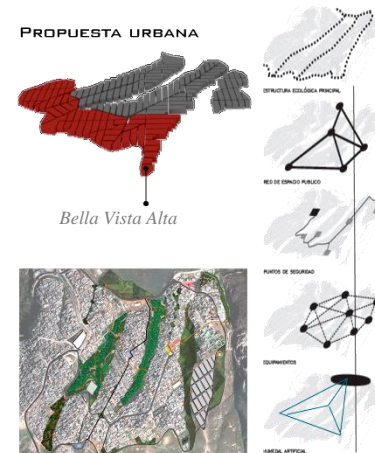 PROPUESTA URBANA
Bella Vista Alta
ESTRUCTURA ECOLÓGICA PRINCIPAL
RED DE ESPACIO PUBLICO
PUNTOS DE SEGURIDAD
EQUIPAMIENTOS
HUMEDAL ARTIFICIAL